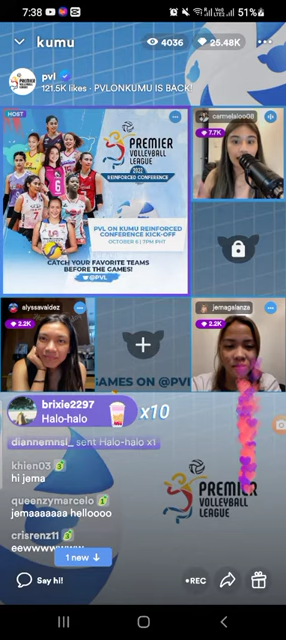 7:38
51%
kumu
4036
25.48K
pvl
121.5K likes · PVLONKUMU IS BACK!
HOST
PREMIER
VOLLEYBALL
LEAGUE
2022
REINFORCED CONFERENCE
PVL ON KUMU REINFORCED
CONFERENCE KICK-OFF
OCTOBER 6 | 7PM PHT
CATCH YOUR FAVORITE TEAMS
BEFORE THE GAMES!
@PVL
carmelaloo08
7.7K
alyssavaldez
2.2K
jemagalanza
2.2K
GAMES ON @PVL
brixie2297
Halo-halo
x10
diannemnsl_ sent Halo-halo x1
khien03
hi jema
queenzymarcelo
jemaaaaaaa helloooo
crisrenz11
eewwwwwwww
1 new ↓
PREMIER
VOLLEYBALL
LEAGUE
Say hi!
REC